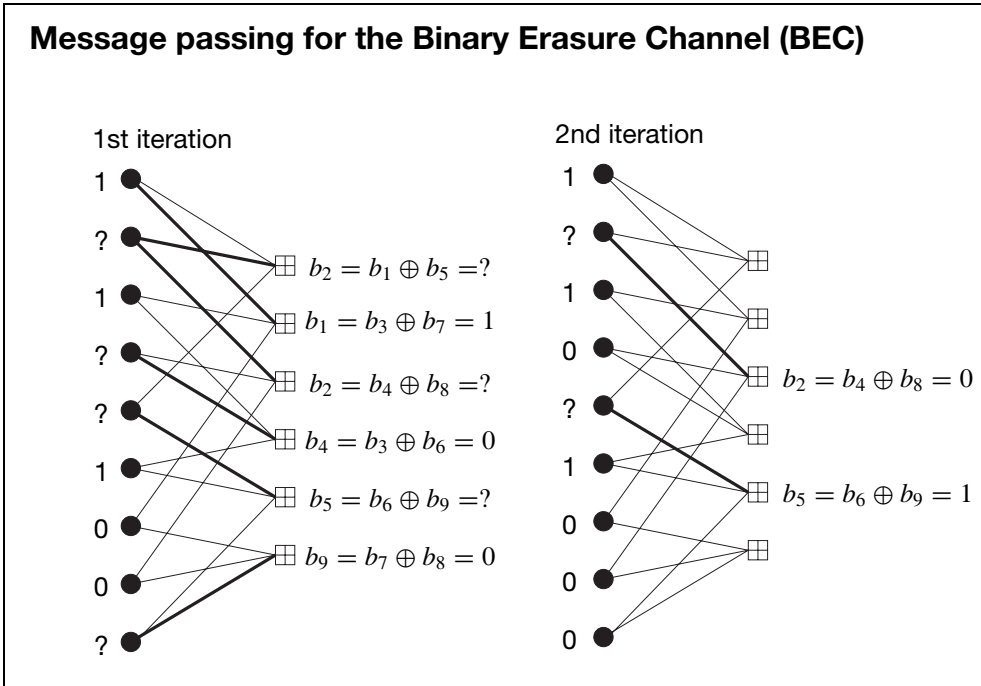 Message passing for the Binary Erasure Channel (BEC)
1st iteration
1
?
1
?
?
1
0
0
?
b₂ = b₁ ⊕ b₅ =?
b₁ = b₃ ⊕ b₇ = 1
b₂ = b₄ ⊕ b₈ =?
b₄ = b₃ ⊕ b₆ = 0
b₅ = b₆ ⊕ b₉ =?
b₉ = b₇ ⊕ b₈ = 0
2nd iteration
1
?
1
0
?
1
0
0
0
b₂ = b₄ ⊕ b₈ = 0
b₅ = b₆ ⊕ b₉ = 1